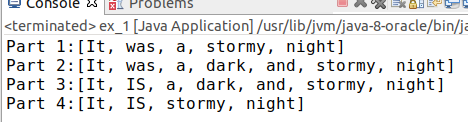 Console Problems
<terminated> ex_1 [Java Application] /usr/lib/jvm/java-8-oracle/bin/ja
Part 1:[It, was, a, stormy, night]
Part 2:[It, was, a, dark, and, stormy, night]
Part 3:[It, IS, a, dark, and, stormy, night]
Part 4:[It, IS, stormy, night]